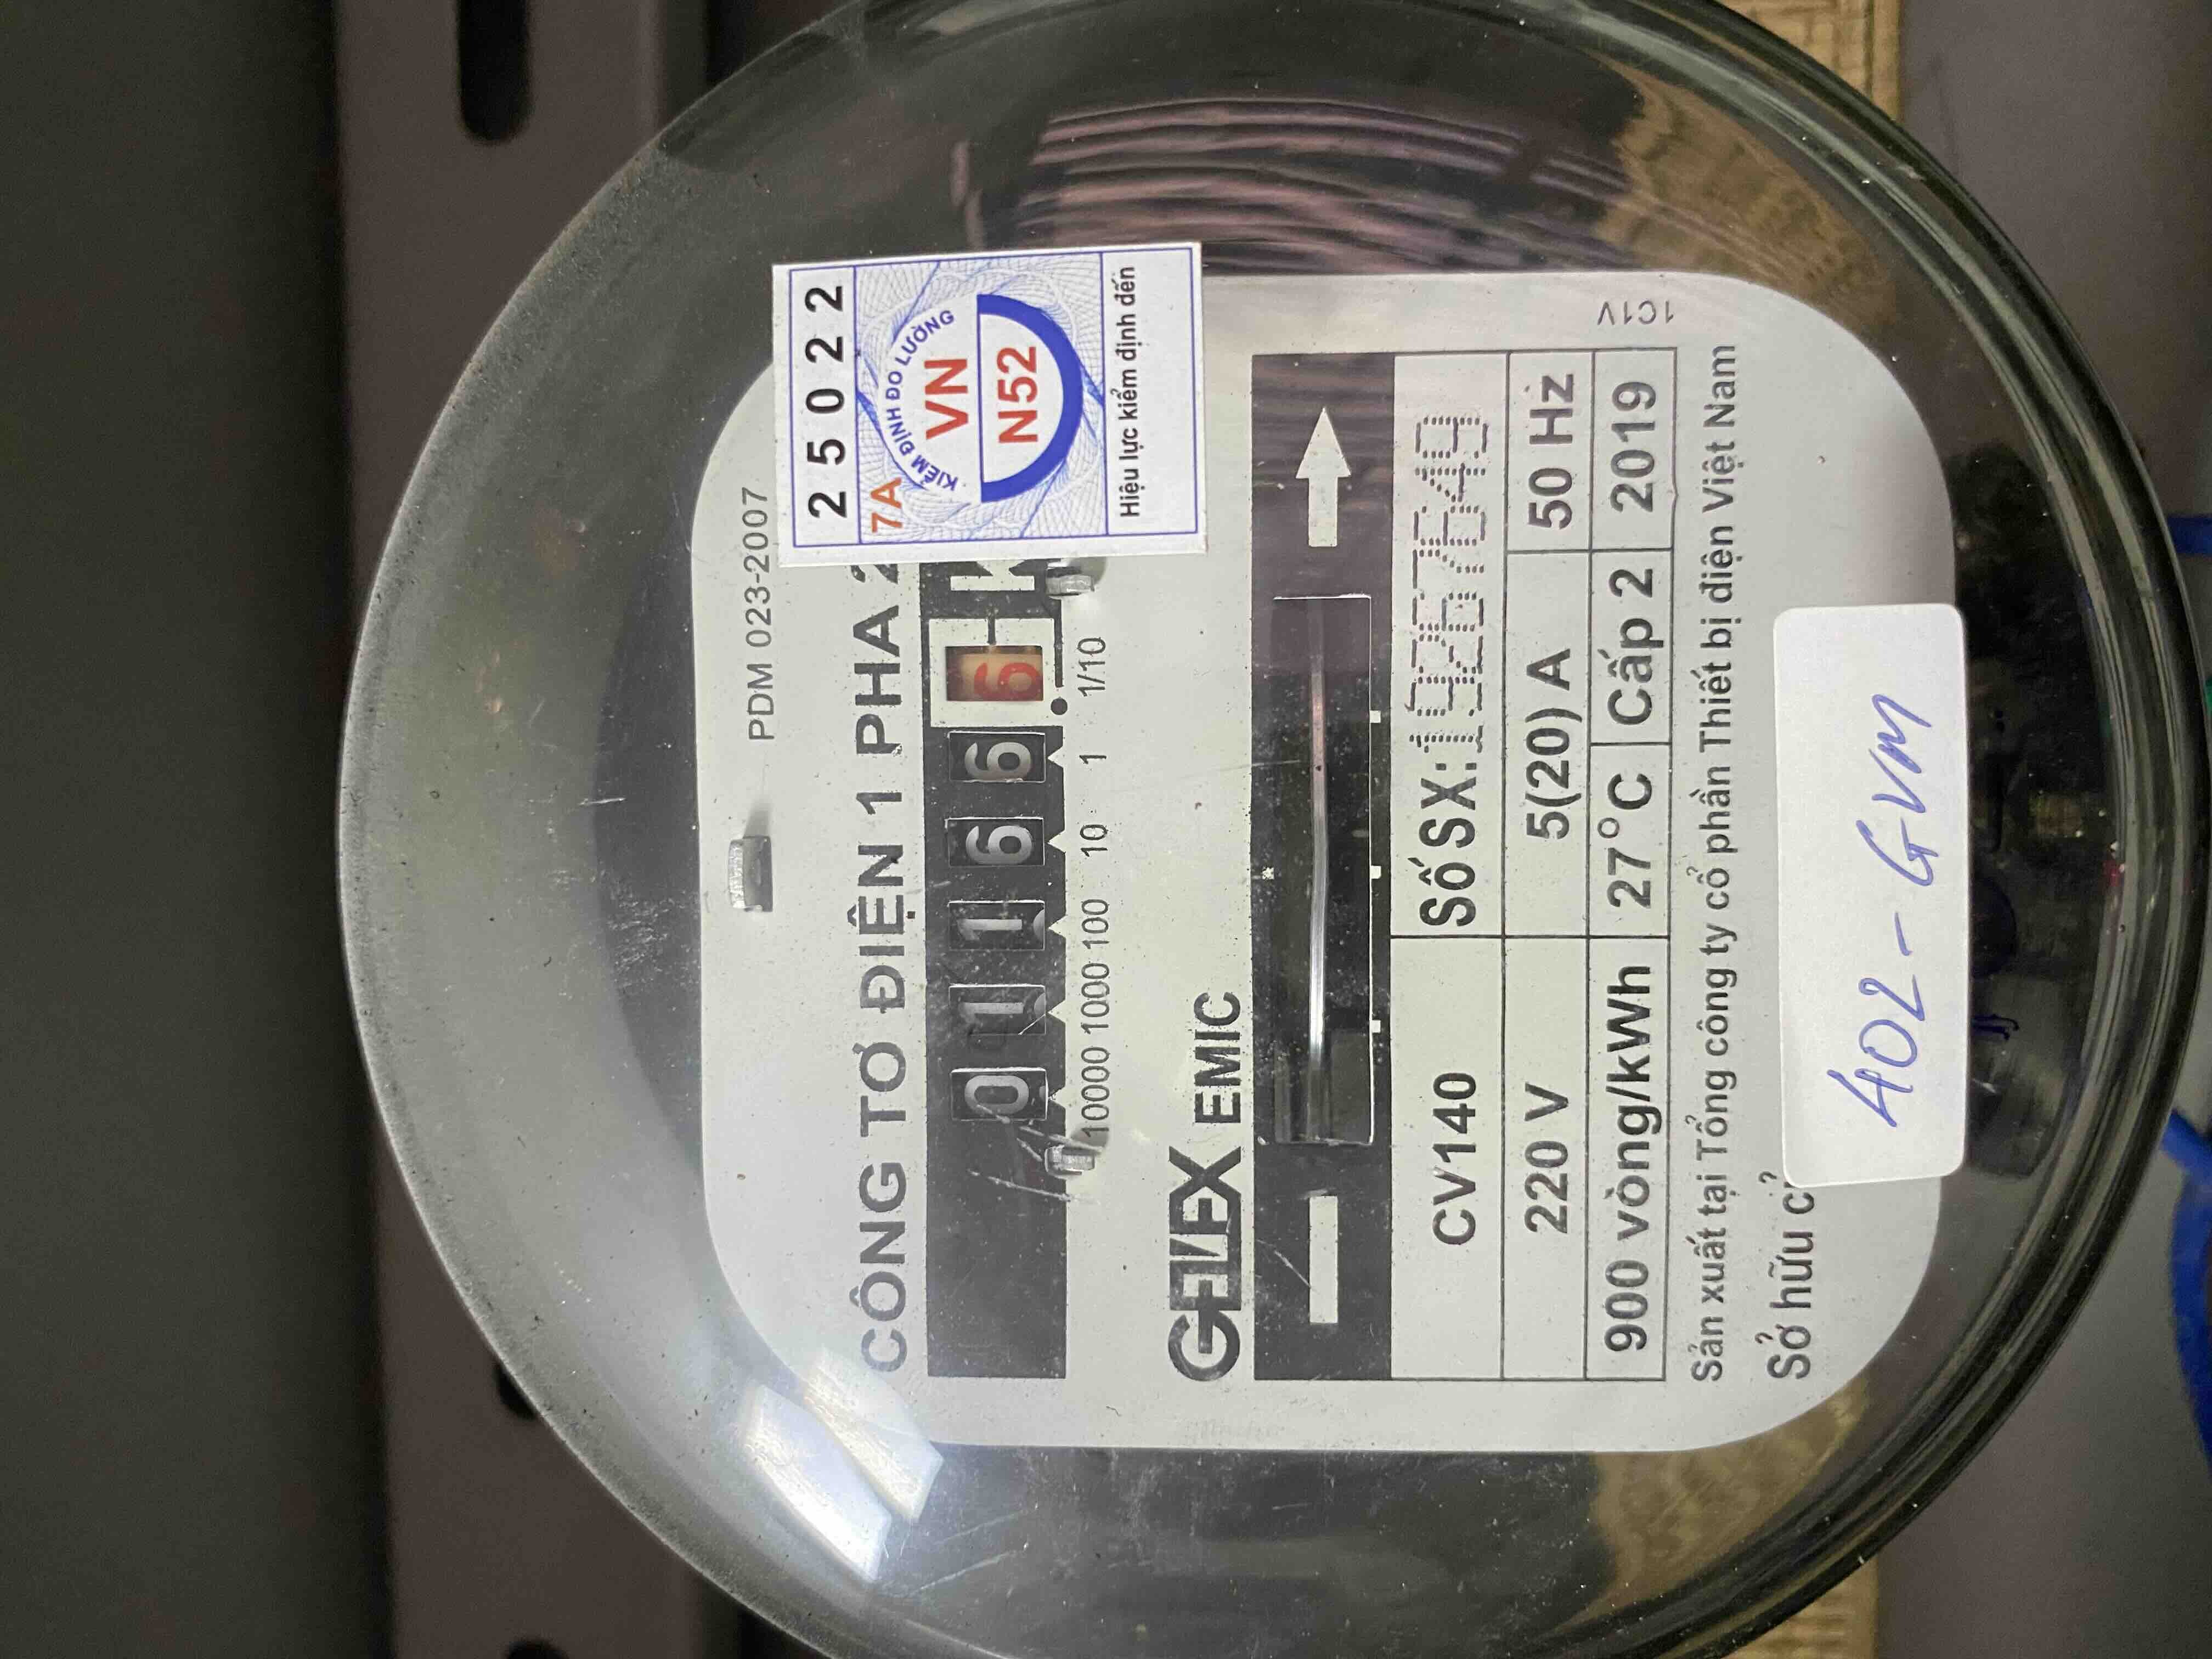 PDM 023-2007
2 5 0 2 2
7A
KIỂM ĐỊNH ĐO LƯỜNG
VN
N52
Hiệu lực kiểm định đến
CÔNG TƠ ĐIỆN 1 PHA 2
0 1 1 6 6 6
10000 1000 100 10 1 1/10
GELEX EMIC
CV140 Số SX:
220 V 5(20) A 50 Hz
900 vòng/kWh 27°C Cấp 2 2019
Sản xuất tại Tổng công ty cổ phần Thiết bị điện Việt Nam
1C1V
Sở hữu
402-GVM